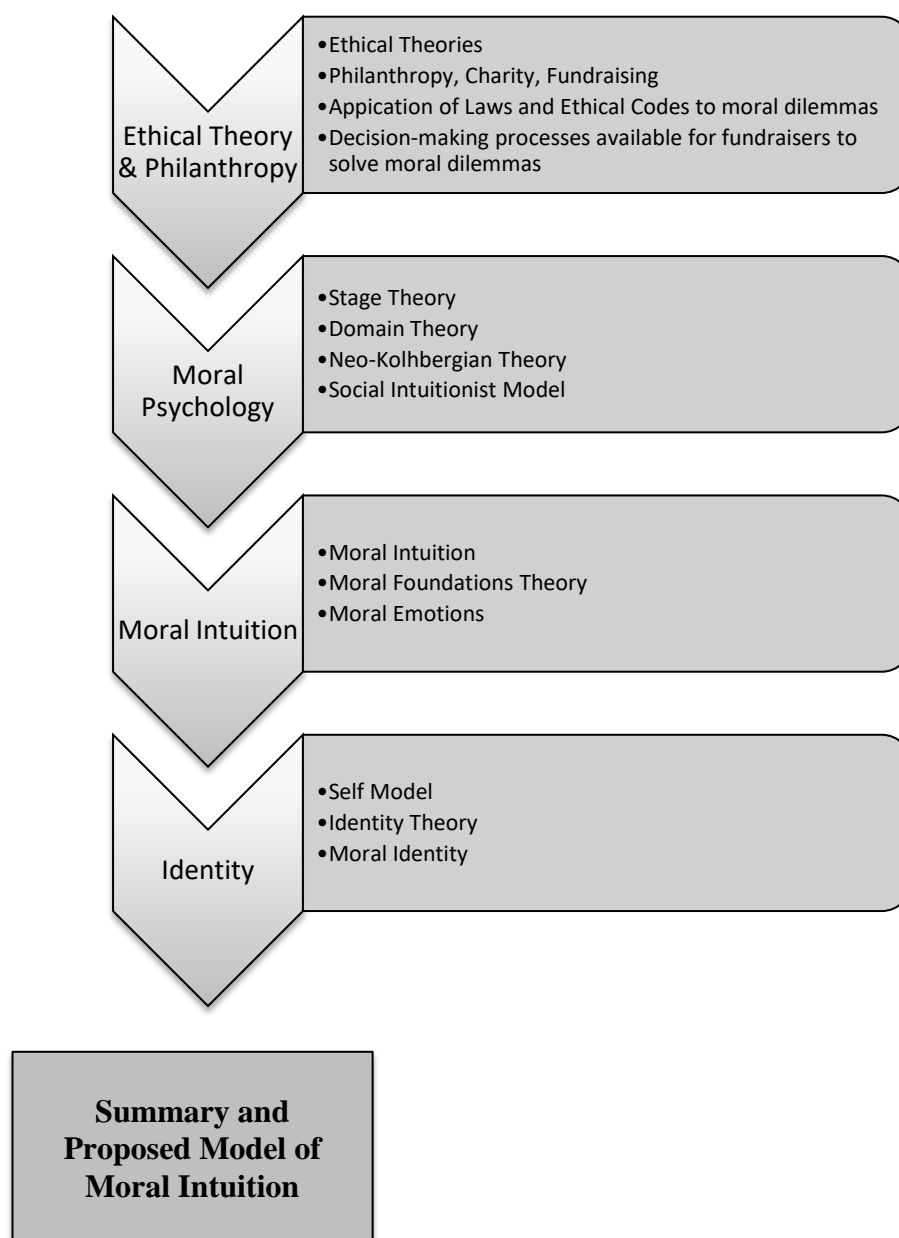 Ethical Theory
& Philanthropy
•Ethical Theories
•Philanthropy, Charity, Fundraising
•Appication of Laws and Ethical Codes to moral dilemmas
•Decision-making processes available for fundraisers to
solve moral dilemmas
Moral
Psychology
•Stage Theory
•Domain Theory
•Neo-Kolhbergian Theory
•Social Intuitionist Model
Moral Intuition
•Moral Intuition
•Moral Foundations Theory
•Moral Emotions
Identity
•Self Model
•Identity Theory
•Moral Identity
Summary and
Proposed Model of
Moral Intuition